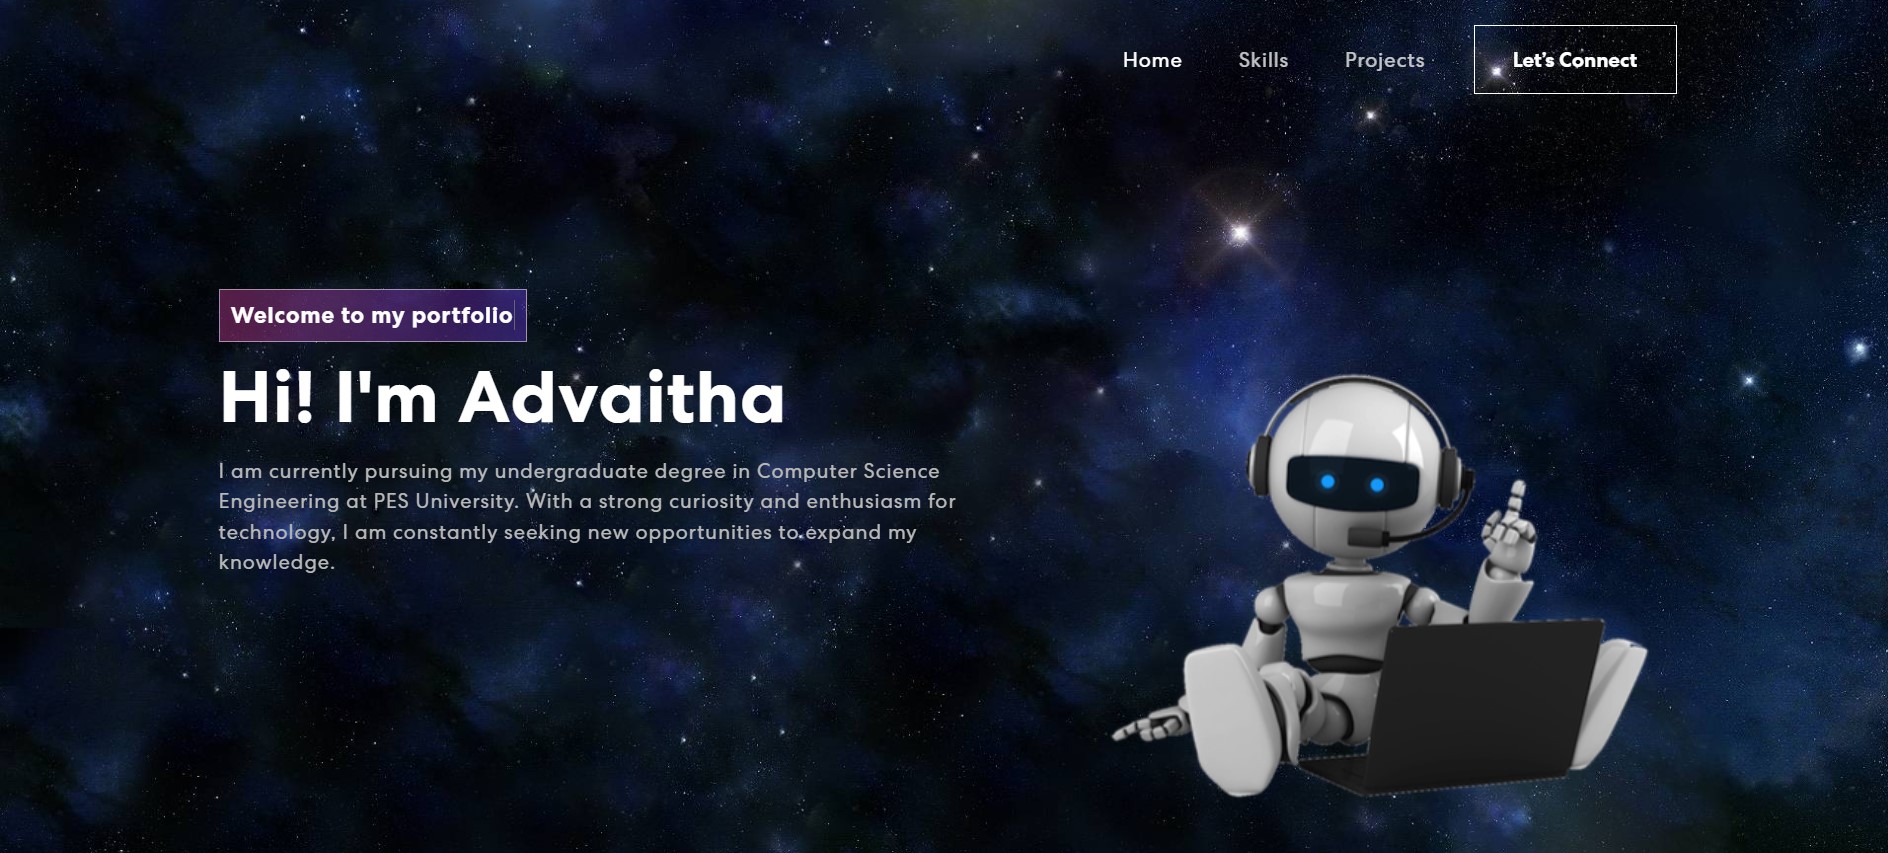 Home Skills Projects Let's Connect
Welcome to my portfolio
Hi! I'm Advaitha
I am currently pursuing my undergraduate degree in Computer Science
Engineering at PES University. With a strong curiosity and enthusiasm for
technology, I am constantly seeking new opportunities to expand my
knowledge.